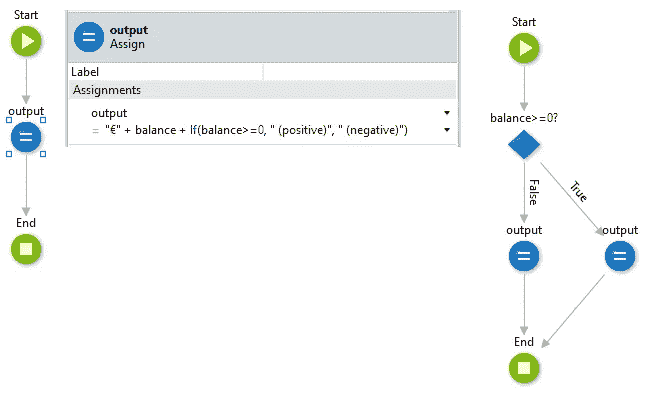 Start
output
End
output
Assign
Label
Assignments
output
= "€" + balance + If(balance>=0, " (positive)", " (negative)")
Start
balance>=0?
False
True
output
output
End